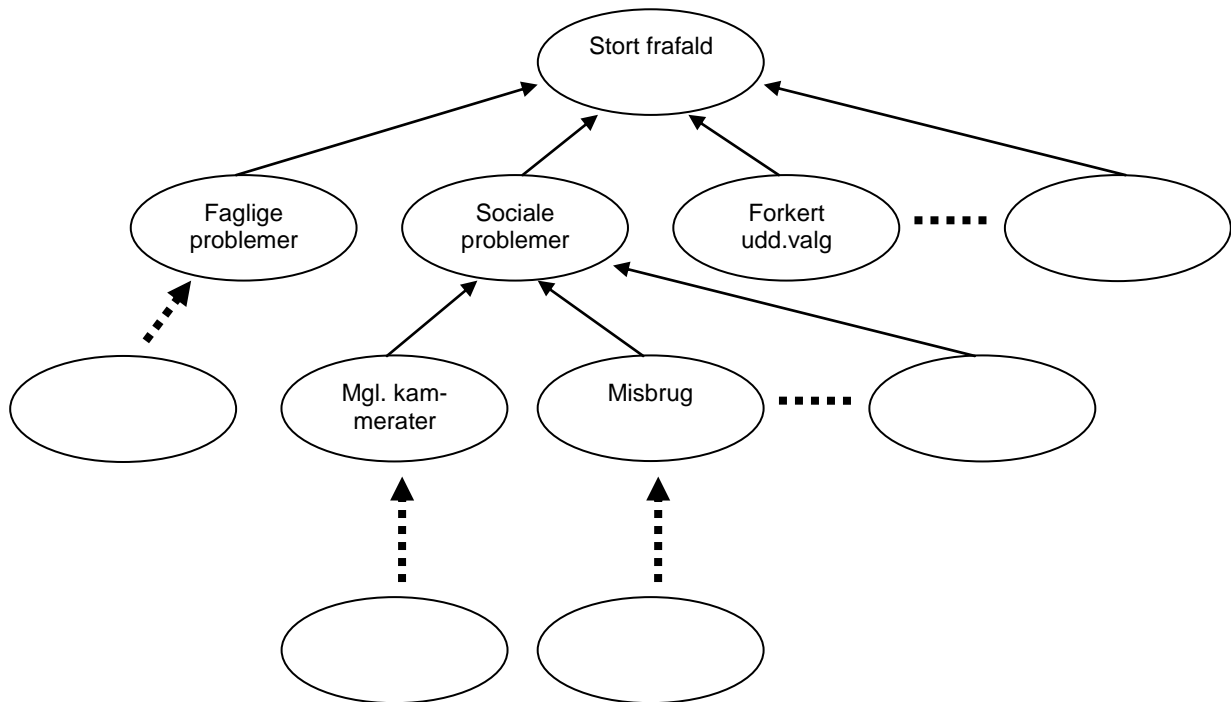 Stort frafald
Faglige
problemer
Sociale
problemer
Forkert
udd.valg
Mgl. kam-
merater
Misbrug